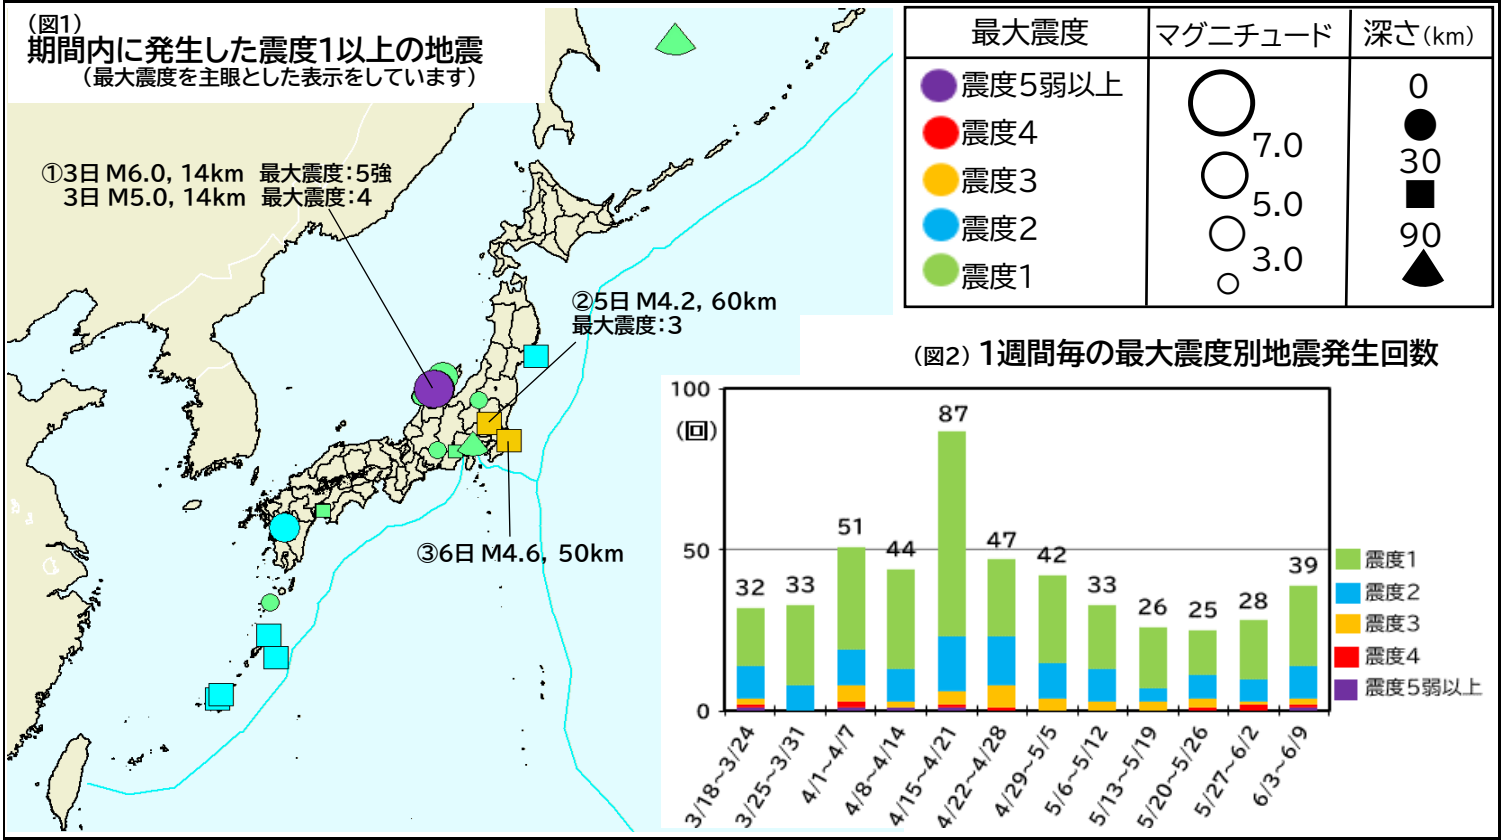 （図1）
期間内に発生した震度1以上の地震
（最大震度を主眼とした表示をしています）
①3日 M6.0, 14km 最大震度：5強
3日 M5.0, 14km 最大震度：4
②5日 M4.2, 60km
最大震度：3
③6日 M4.6, 50km
最大震度
マグニチュード
深さ(km)
震度5弱以上
震度4
震度3
震度2
震度1
7.0
5.0
3.0
0
30
90
（図2）1週間毎の最大震度別地震発生回数
100
(回)
50
0
32
33
51
44
87
47
42
33
26
25
28
39
3/18～3/24
3/25～3/31
4/1～4/7
4/8～4/14
4/15～4/21
4/22～4/28
4/29～5/5
5/6～5/12
5/13～5/19
5/20～5/26
5/27～6/2
6/3～6/9
震度1
震度2
震度3
震度4
震度5弱以上